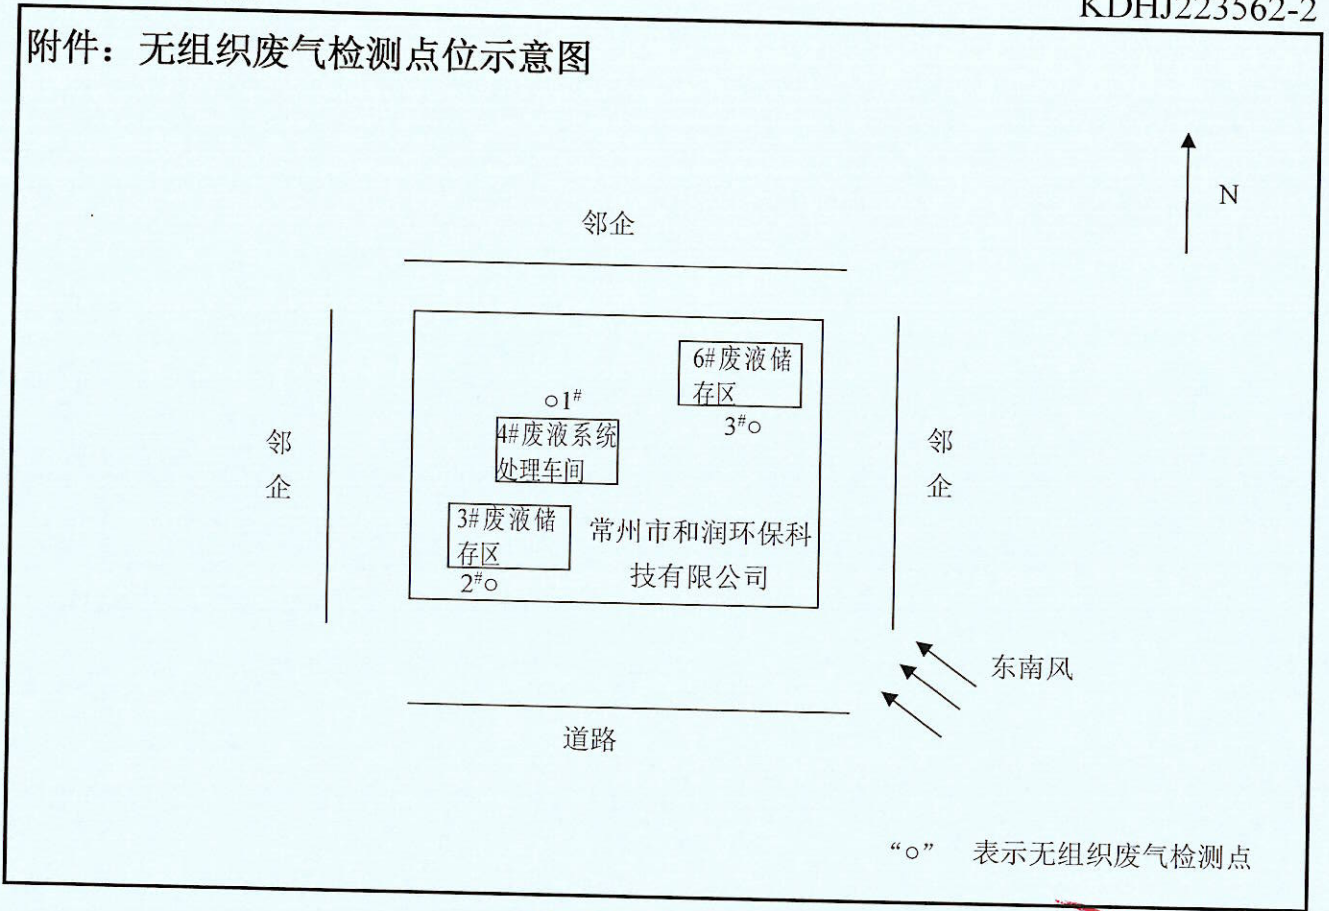 KDHJ223562-2
附件：无组织废气检测点位示意图
N
邻企
6#废液储
存区
○1#
3#○
4#废液系统
处理车间
邻
企
邻
企
3#废液储
存区
常州市和润环保科
技有限公司
2#○
东南风
道路
“○” 表示无组织废气检测点